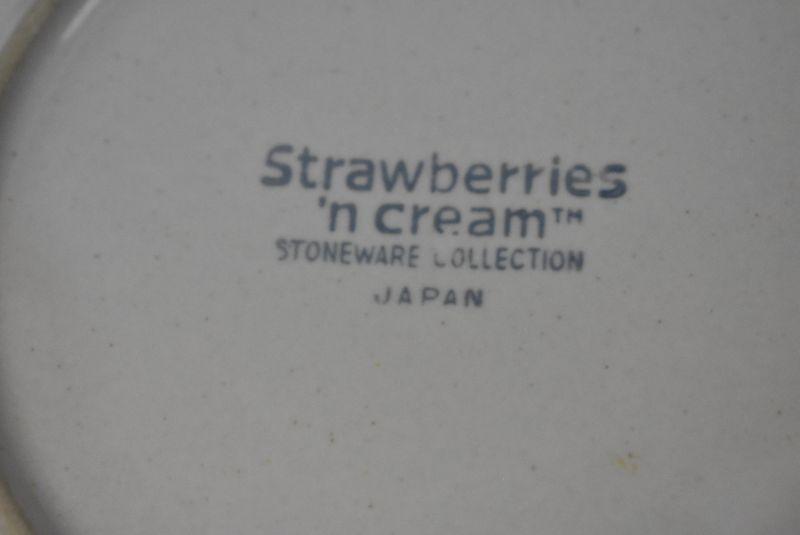 Strawberries
'n cream™
STONEWARE COLLECTION
JAPAN